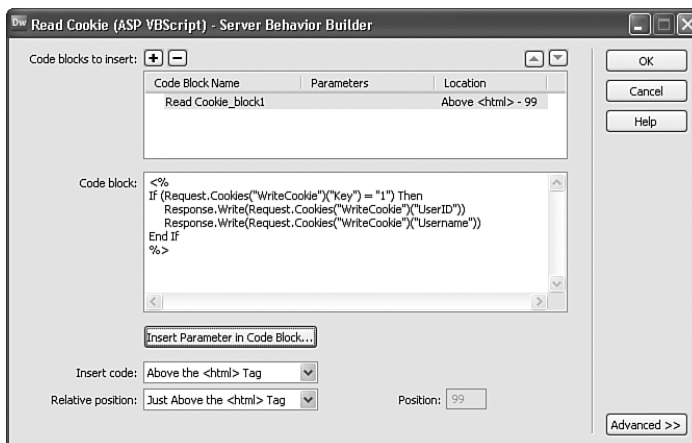 Dw Read Cookie (ASP VBScript) - Server Behavior Builder
Code blocks to insert:
Code Block Name Parameters Location
Read Cookie_block1 Above <html> - 99
OK
Cancel
Help
Code block:
<%
If (Request.Cookies("WriteCookie")("Key") = "1") Then
Response.Write(Request.Cookies("WriteCookie")("UserID"))
Response.Write(Request.Cookies("WriteCookie")("Username"))
End If
%>
Insert Parameter in Code Block...
Insert code: Above the <html> Tag
Relative position: Just Above the <html> Tag Position: 99
Advanced >>